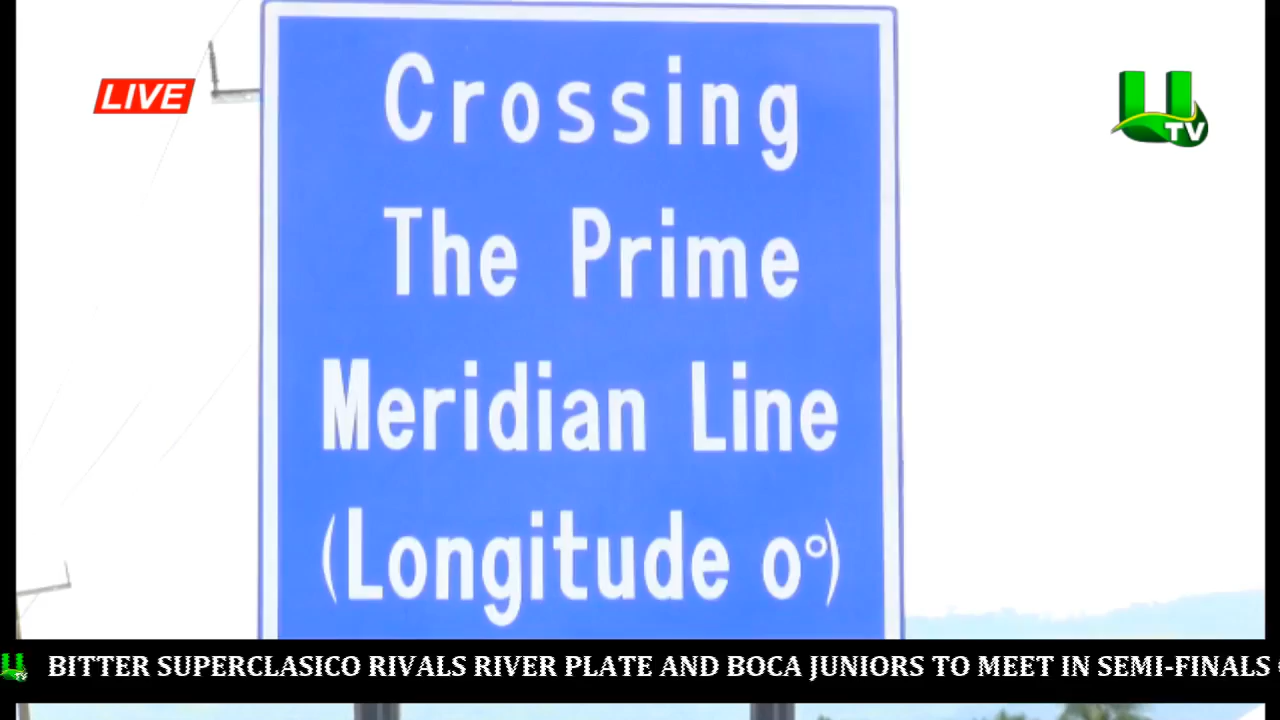 LIVE
U
TV
Crossing
The Prime
Meridian Line
(Longitude o°)
BITTER SUPERCLASICO RIVALS RIVER PLATE AND BOCA JUNIORS TO MEET IN SEMI-FINALS